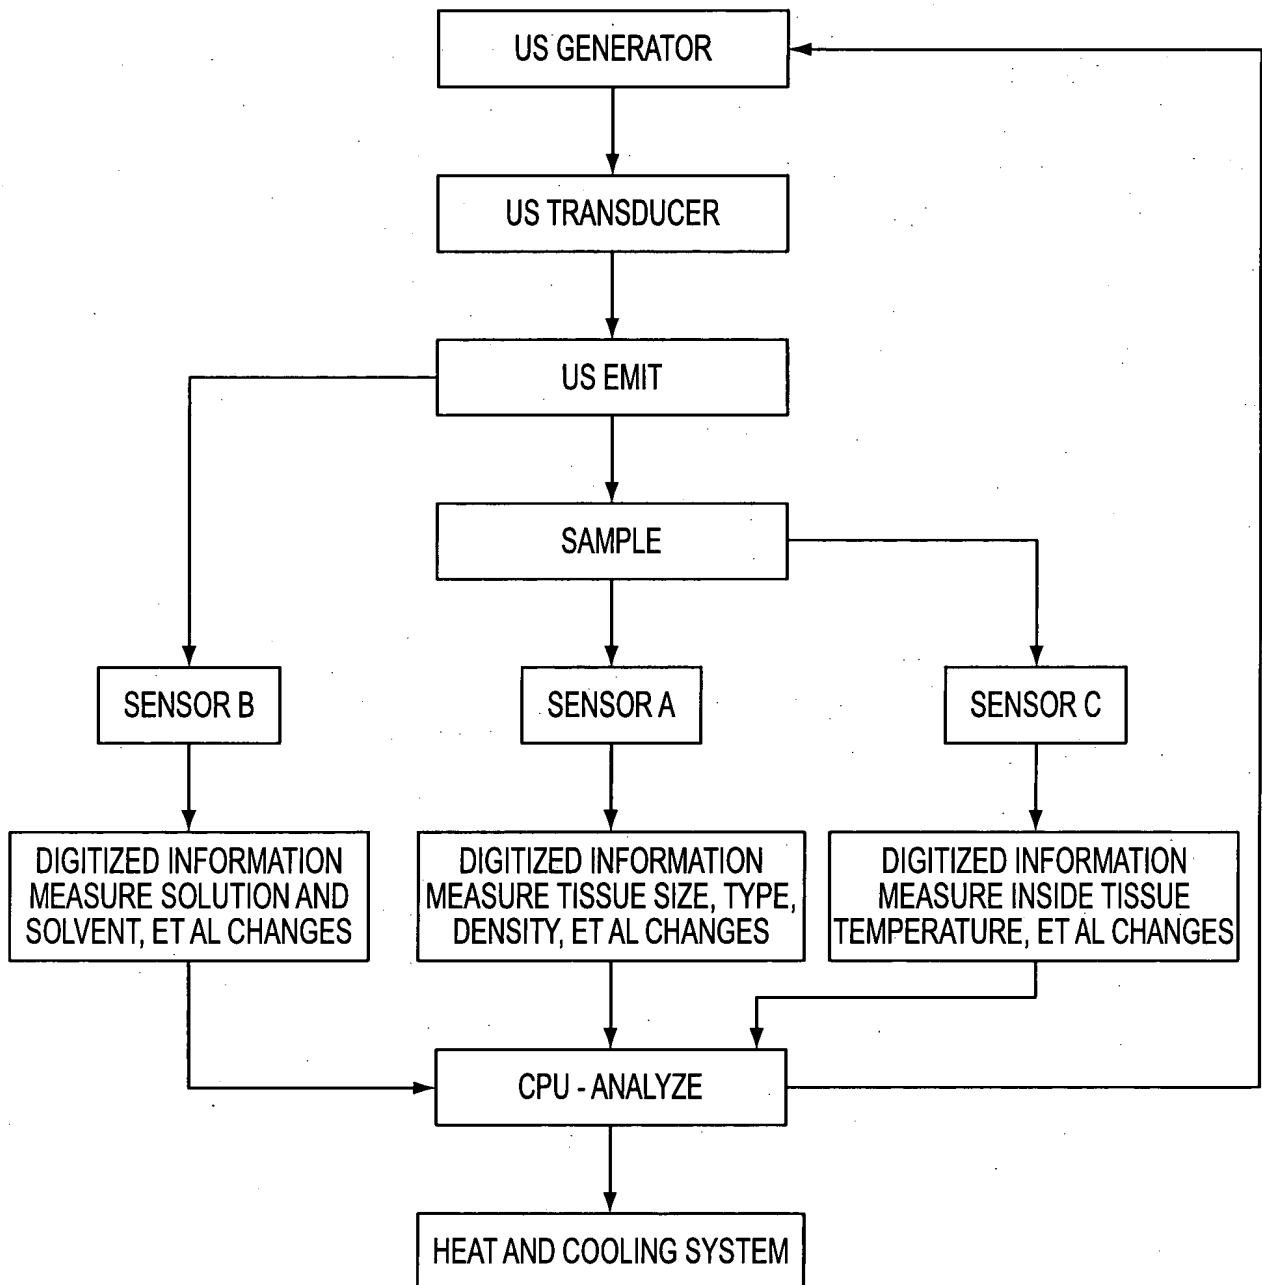 US GENERATOR
US TRANSDUCER
US EMIT
SAMPLE
SENSOR B
SENSOR A
SENSOR C
DIGITIZED INFORMATION
MEASURE SOLUTION AND
SOLVENT, ET AL CHANGES
DIGITIZED INFORMATION
MEASURE TISSUE SIZE, TYPE,
DENSITY, ET AL CHANGES
DIGITIZED INFORMATION
MEASURE INSIDE TISSUE
TEMPERATURE, ET AL CHANGES
CPU - ANALYZE
HEAT AND COOLING SYSTEM